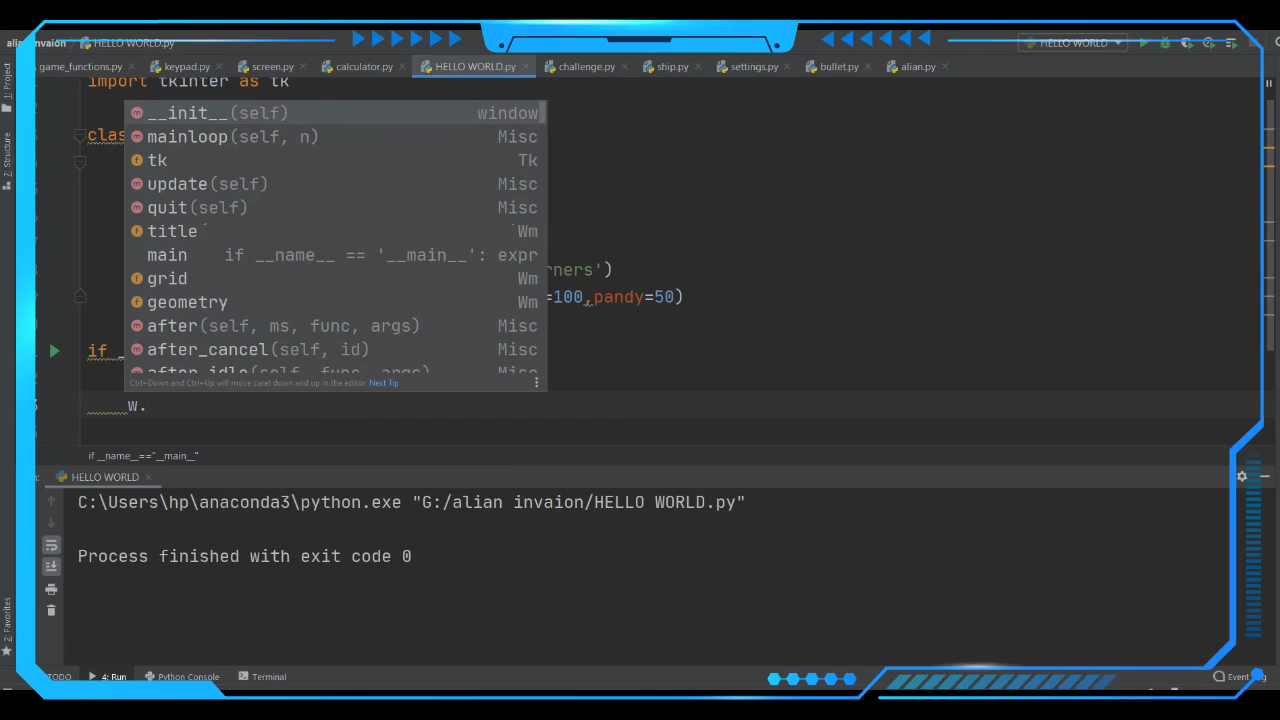 alian invaion HELLO WORLD.py HELLO WORLD
game_functions.py keypad.py screen.py calculator.py HELLO WORLD.py challenge.py ship.py settings.py bullet.py alian.py
1: Project
7: Structure
2: Favorites
import tkinter as tk
clas
__init__(self) window
mainloop(self, n) Misc
tk Tk
update(self) Misc
quit(self) Misc
title Wm
main if __name__ == '__main__': expr
grid Wm
geometry Wm
after(self, ms, func, args) Misc
after_cancel(self, id) Misc
after_idle(self, func, args) Misc
Ctrl+Down and Ctrl+Up will move caret down and up in the editor Next Tip
rners')
=100,pandy=50)
if _
w.
if __name__=="__main__"
HELLO WORLD
C:\Users\hp\anaconda3\python.exe "G:/alian invaion/HELLO WORLD.py"
Process finished with exit code 0
TODO 4: Run Python Console Terminal Event Log